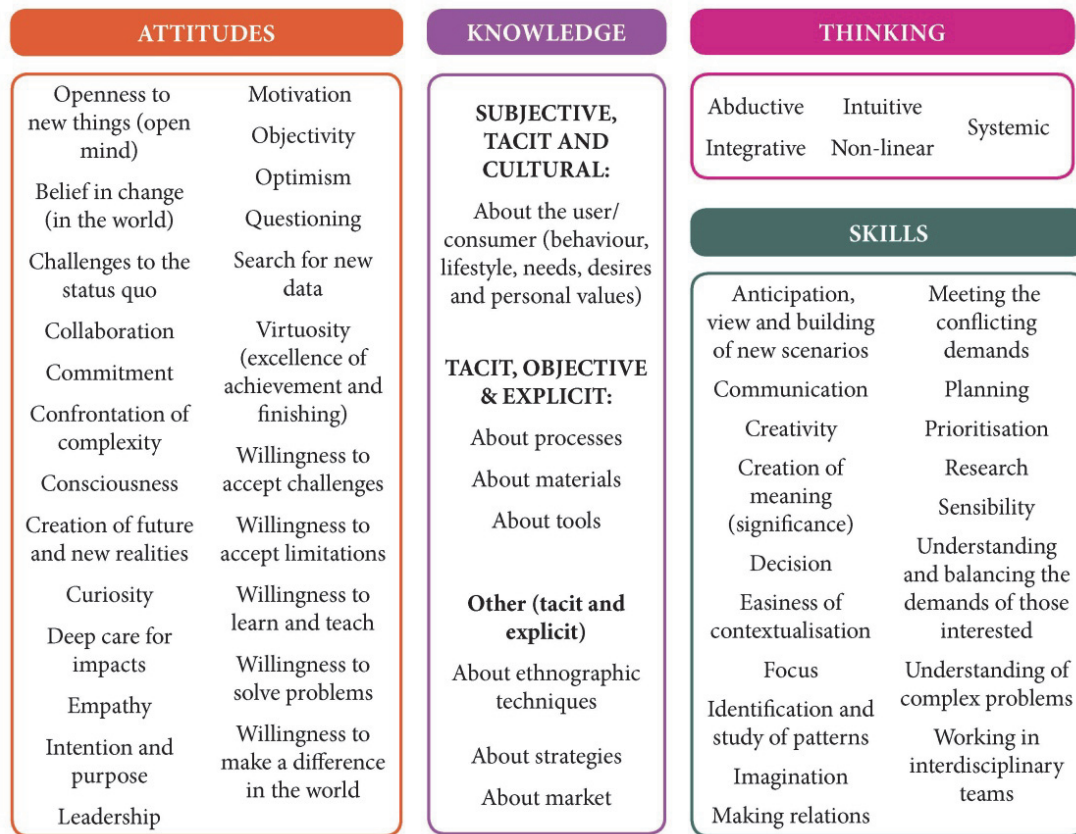 ATTITUDES
Openness to
new things (open
mind)
Belief in change
(in the world)
Challenges to the
status quo
Collaboration
Commitment
Confrontation of
complexity
Consciousness
Creation of future
and new realities
Curiosity
Deep care for
impacts
Empathy
Intention and
purpose
Leadership
Motivation
Objectivity
Optimism
Questioning
Search for new
data
Virtuosity
(excellence of
achievement and
finishing)
Willingness to
accept challenges
Willingness to
accept limitations
Willingness to
learn and teach
Willingness to
solve problems
Willingness to
make a difference
in the world
KNOWLEDGE
SUBJECTIVE,
TACIT AND
CULTURAL:
About the user/
consumer (behaviour,
lifestyle, needs, desires
and personal values)
TACIT, OBJECTIVE
& EXPLICIT:
About processes
About materials
About tools
Other (tacit and
explicit)
About ethnographic
techniques
About strategies
About market
THINKING
Abductive
Integrative
Intuitive
Non-linear
Systemic
SKILLS
Anticipation,
view and building
of new scenarios
Communication
Creativity
Creation of
meaning
(significance)
Decision
Easiness of
contextualisation
Focus
Identification and
study of patterns
Imagination
Making relations
Meeting the
conflicting
demands
Planning
Prioritisation
Research
Sensibility
Understanding
and balancing the
demands of those
interested
Understanding of
complex problems
Working in
interdisciplinary
teams